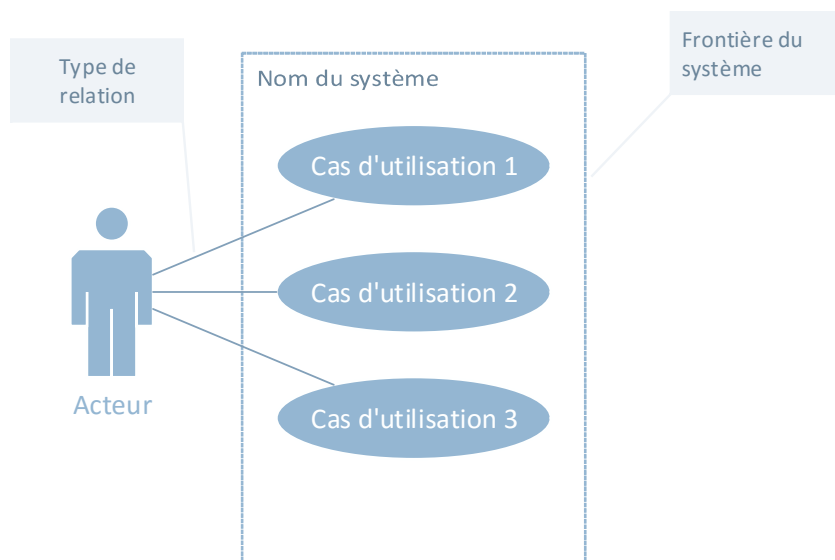 Frontière du
système
Type de
relation
Nom du système
Cas d'utilisation 1
Cas d'utilisation 2
Acteur
Cas d'utilisation 3